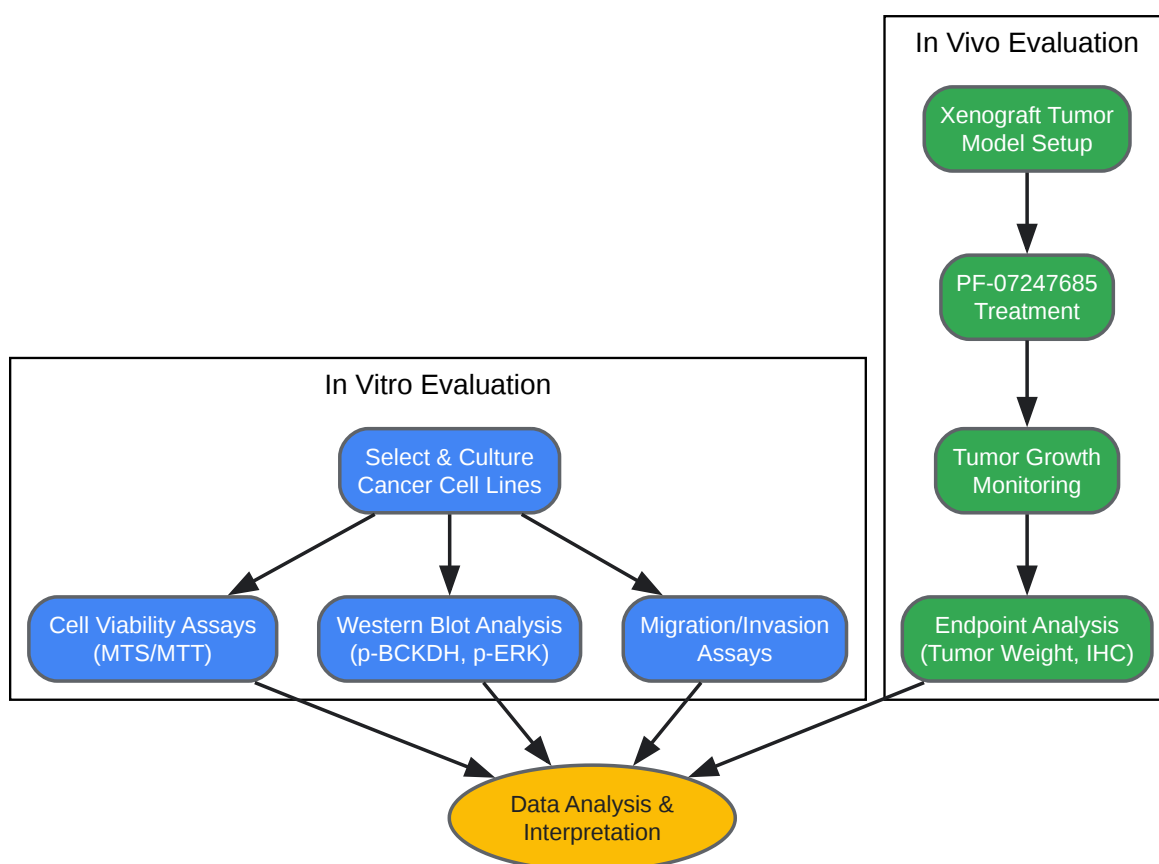 In Vivo Evaluation
Xenograft Tumor
Model Setup
PF-07247685
Treatment
Tumor Growth
Monitoring
Endpoint Analysis
(Tumor Weight, IHC)
In Vitro Evaluation
Select & Culture
Cancer Cell Lines
Cell Viability Assays
(MTS/MTT)
Western Blot Analysis
(p-BCKDH, p-ERK)
Migration/Invasion
Assays
Data Analysis &
Interpretation